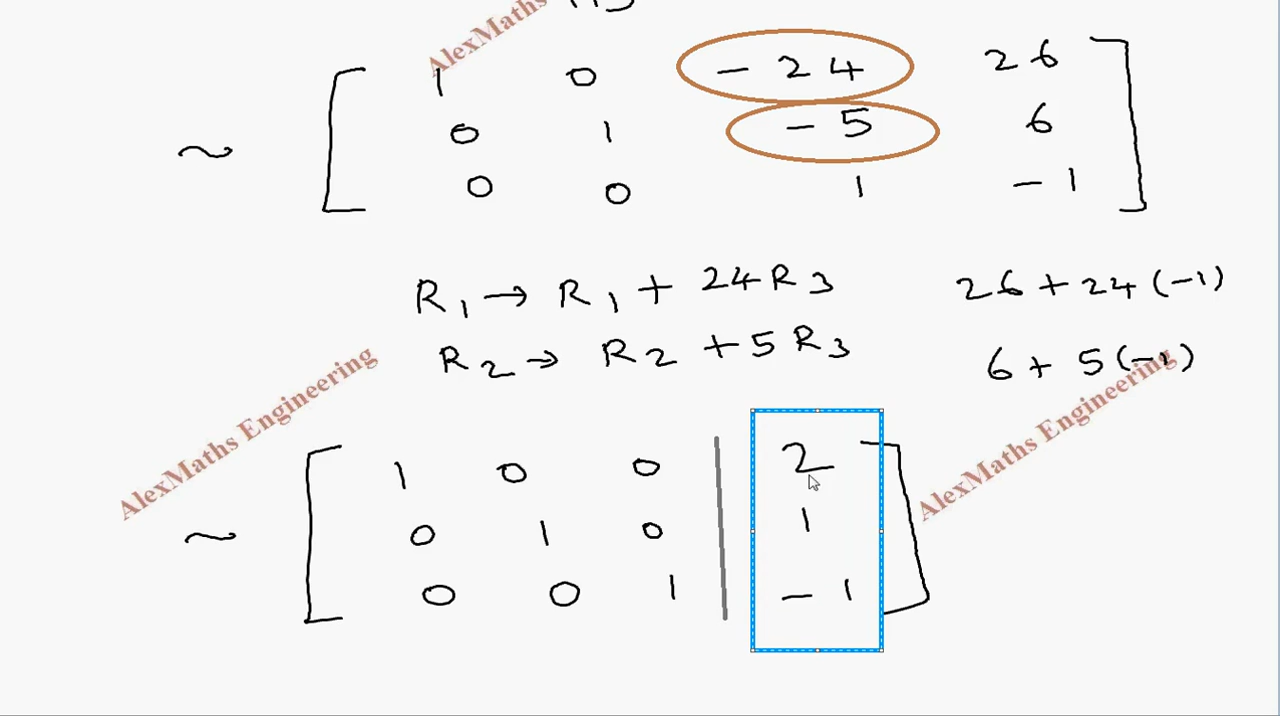 AlexMaths
1 0 -24 26
~ 0 1 -5 6
0 0 1 -1
R1 → R1 + 24R3 26+24(-1)
R2 → R2 +5R3 6+5(-1)
AlexMaths Engineering
AlexMaths Engineering
1 0 0 | 2
~ 0 1 0 | 1
0 0 1 | -1